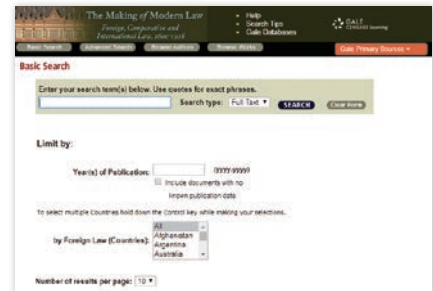 The Making of Modern Law
Foreign, Comparative and
International Law, 1600-1926
Help
Search Tips
Gale Databases
GALE
CENGAGE Learning
Basic Search
Advanced Search
Browse Authors
Browse Works
Gale Primary Sources
Basic Search
Enter your search term(s) below. Use quotes for exact phrases.
Search type: Full Text
SEARCH
Clear Form
Limit by:
Year(s) of Publication:
Include documents with no
known publication date
To select multiple Countries hold down the Control key while making your selections.
by Foreign Law (Countries):
All
Afghanistan
Argentina
Australia
Number of results per page: 10